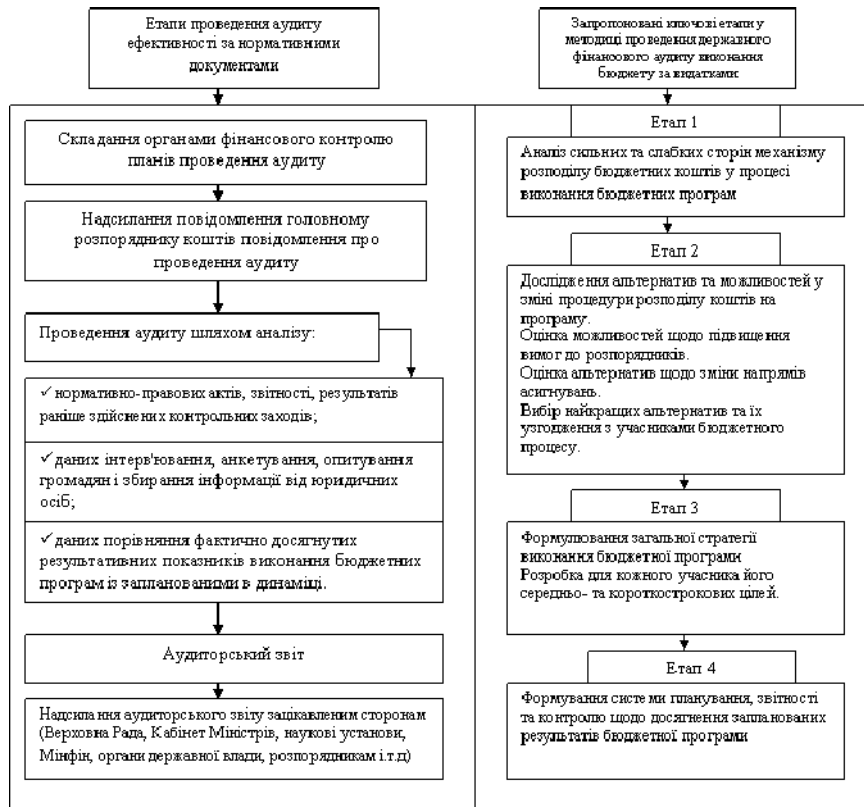 Етапи проведення аудиту
ефективності за нормативними
документами
Складання органами фінансового контролю
планів проведення аудиту
Надсилання повідомлення головному
розпоряднику коштів повідомлення про
проведення аудиту
Проведення аудиту шляхом аналізу:
✓нормативно-правових актів, звітності, результатів
раніше здійснених контрольних заходів;
✓даних інтерв'ювання, анкетування, опитування
громадян і збирання інформації від юридичних
осіб;
✓даних порівняння фактично досягнутих
результативних показників виконання бюджетних
програм із запланованими в динаміці.
Аудиторський звіт
Надсилання аудиторського звіту зацікавленим сторонам
(Верховна Рада, Кабінет Міністрів, наукові установи,
Мінфін, органи державної влади, розпорядникам і.т.д)
Запропоновані ключові етапи у
методиці проведення державного
фінансового аудиту виконання
бюджету за видатками
Етап 1
Аналіз сильних та слабких сторін механізму
розподілу бюджетних коштів у процесі
виконання бюджетних програм
Етап 2
Дослідження альтернатив та можливостей у
зміні процедури розподілу коштів на
програму.
Оцінка можливостей щодо підвищення
вимог до розпорядників.
Оцінка альтернатив щодо зміни напрямів
асигнувань.
Вибір найкращих альтернатив та їх
узгодження з учасниками бюджетного
процесу.
Етап 3
Формулювання загальної стратегії
виконання бюджетної програми
Розробка для кожного учасника його
середньо- та короткострокових цілей.
Етап 4
Формування системи планування, звітності
та контролю щодо досягнення запланованих
результатів бюджетної програми